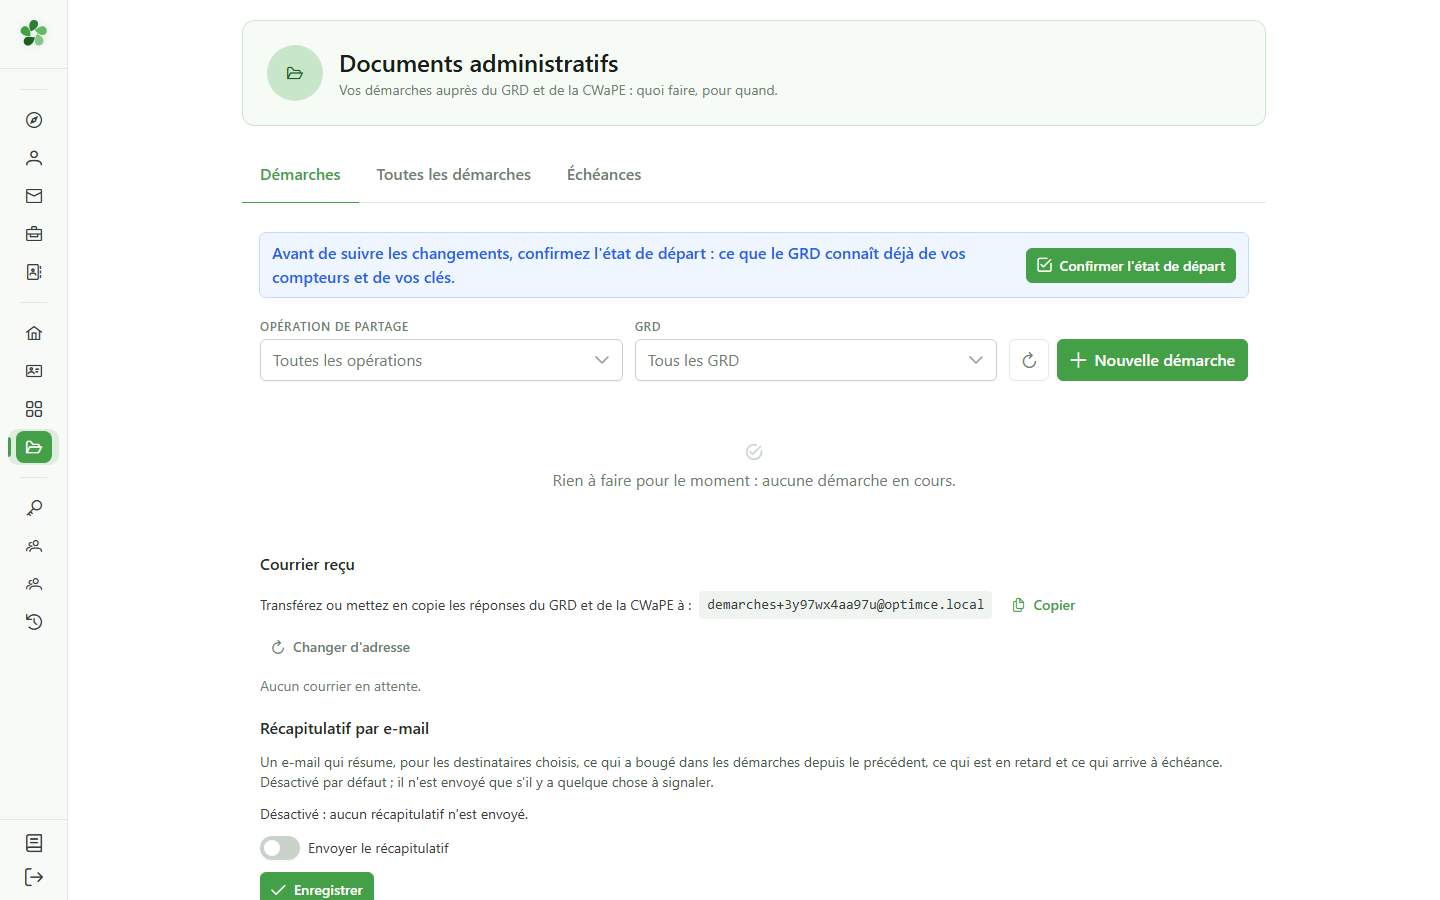 Documents administratifs
Vos démarches auprès du GRD et de la CWaPE : quoi faire, pour quand.
Démarches
Toutes les démarches
Échéances
Avant de suivre les changements, confirmez l'état de départ : ce que le GRD connaît déjà de vos
compteurs et de vos clés.
Confirmer l'état de départ
OPÉRATION DE PARTAGE
GRD
Toutes les opérations
Tous les GRD
Nouvelle démarche
Rien à faire pour le moment : aucune démarche en cours.
Courrier reçu
Transférez ou mettez en copie les réponses du GRD et de la CWaPE à : demarches+3y97wx4aa97u@optimce.local
Copier
Changer d'adresse
Aucun courrier en attente.
Récapitulatif par e-mail
Un e-mail qui résume, pour les destinataires choisis, ce qui a bougé dans les démarches depuis le précédent, ce qui est en retard et ce qui arrive à échéance.
Désactivé par défaut ; il n'est envoyé que s'il y a quelque chose à signaler.
Désactivé : aucun récapitulatif n'est envoyé.
Envoyer le récapitulatif
Enregistrer